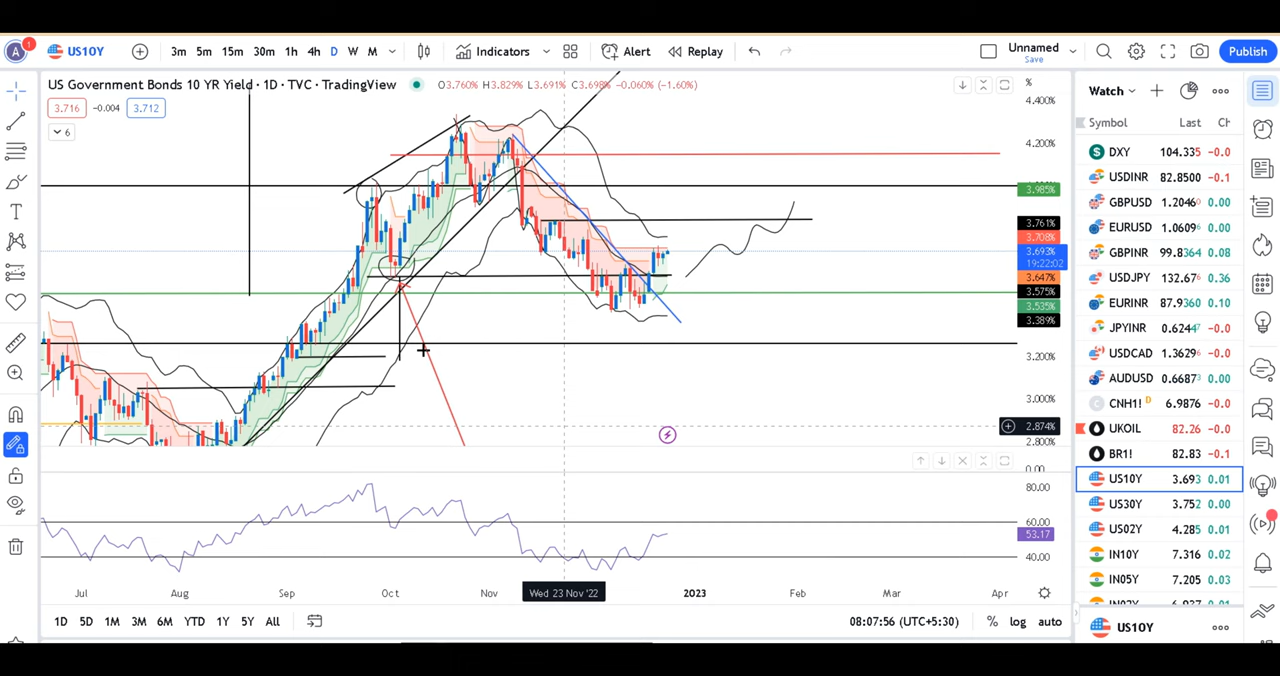 A 1 US10Y 3m 5m 15m 30m 1h 4h D W M Indicators Alert Replay Unnamed Save Publish
US Government Bonds 10 YR Yield · 1D · TVC · TradingView O3.760% H3.829% L3.691% C3.698% -0.060% (-1.60%)
3.716 -0.004 3.712
6
%
4.400%
4.200%
3.985%
3.761%
3.708%
3.693%
19:22:02
3.647%
3.575%
3.535%
3.389%
3.200%
3.000%
2.874%
2.800%
0.00
80.00
60.00
53.17
40.00
Jul Aug Sep Oct Nov Wed 23 Nov '22 2023 Feb Mar Apr
1D 5D 1M 3M 6M YTD 1Y 5Y All 08:07:56 (UTC+5:30) % log auto
Watch
Symbol Last Ch
DXY 104.335 -0.0
USDINR 82.8500 -0.1
GBPUSD 1.2046⁰ 0.00
EURUSD 1.0609⁶ 0.00
GBPINR 99.8364 0.08
USDJPY 132.67⁶ 0.36
EURINR 87.9360 0.10
JPYINR 0.62447 -0.0
USDCAD 1.3629⁶ -0.0
AUDUSD 0.6687³ 0.00
CNH1! D 6.9876 -0.0
UKOIL 82.26 -0.0
BR1! 82.83 -0.1
US10Y 3.693 0.01
US30Y 3.752 0.00
US02Y 4.285 0.01
IN10Y 7.316 0.02
IN05Y 7.205 0.03
US10Y